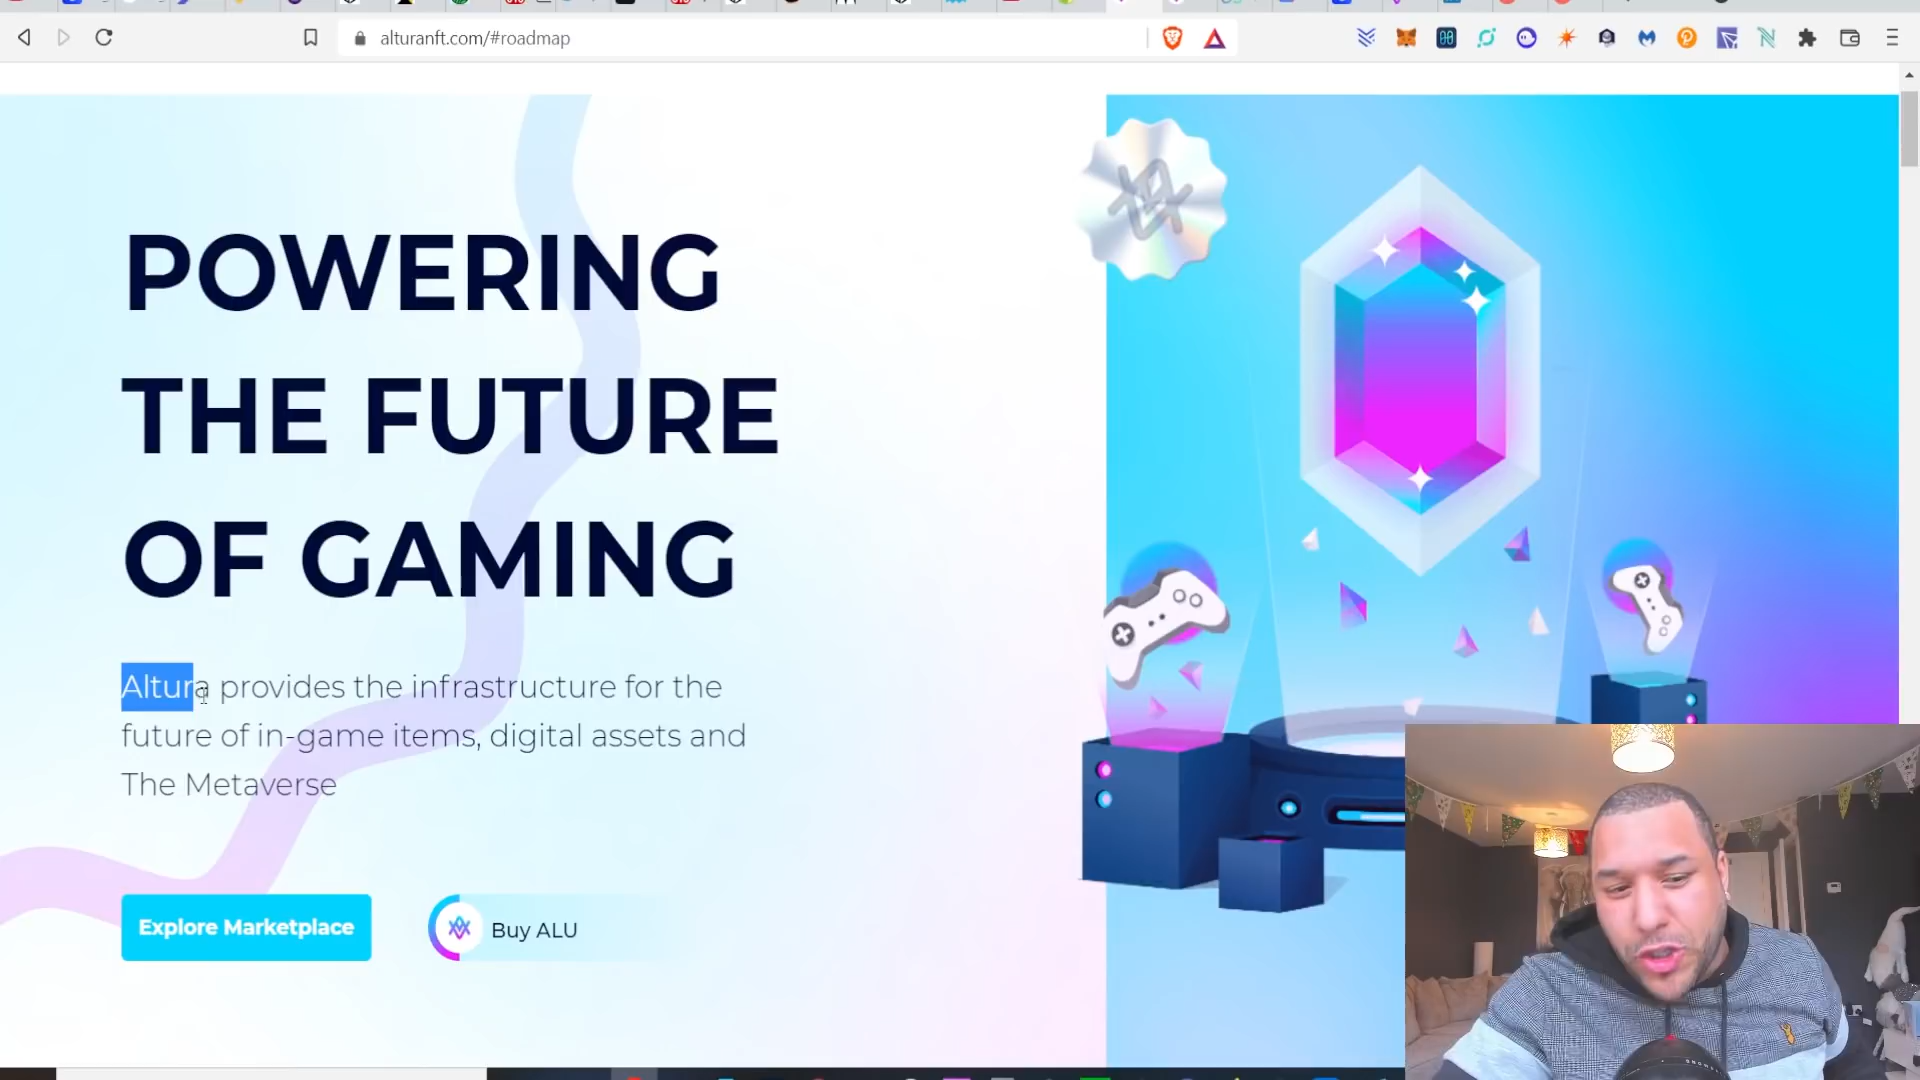 alturanft.com/#roadmap
POWERING
THE FUTURE
OF GAMING
Altura provides the infrastructure for the
future of in-game items, digital assets and
The Metaverse
Explore Marketplace
Buy ALU